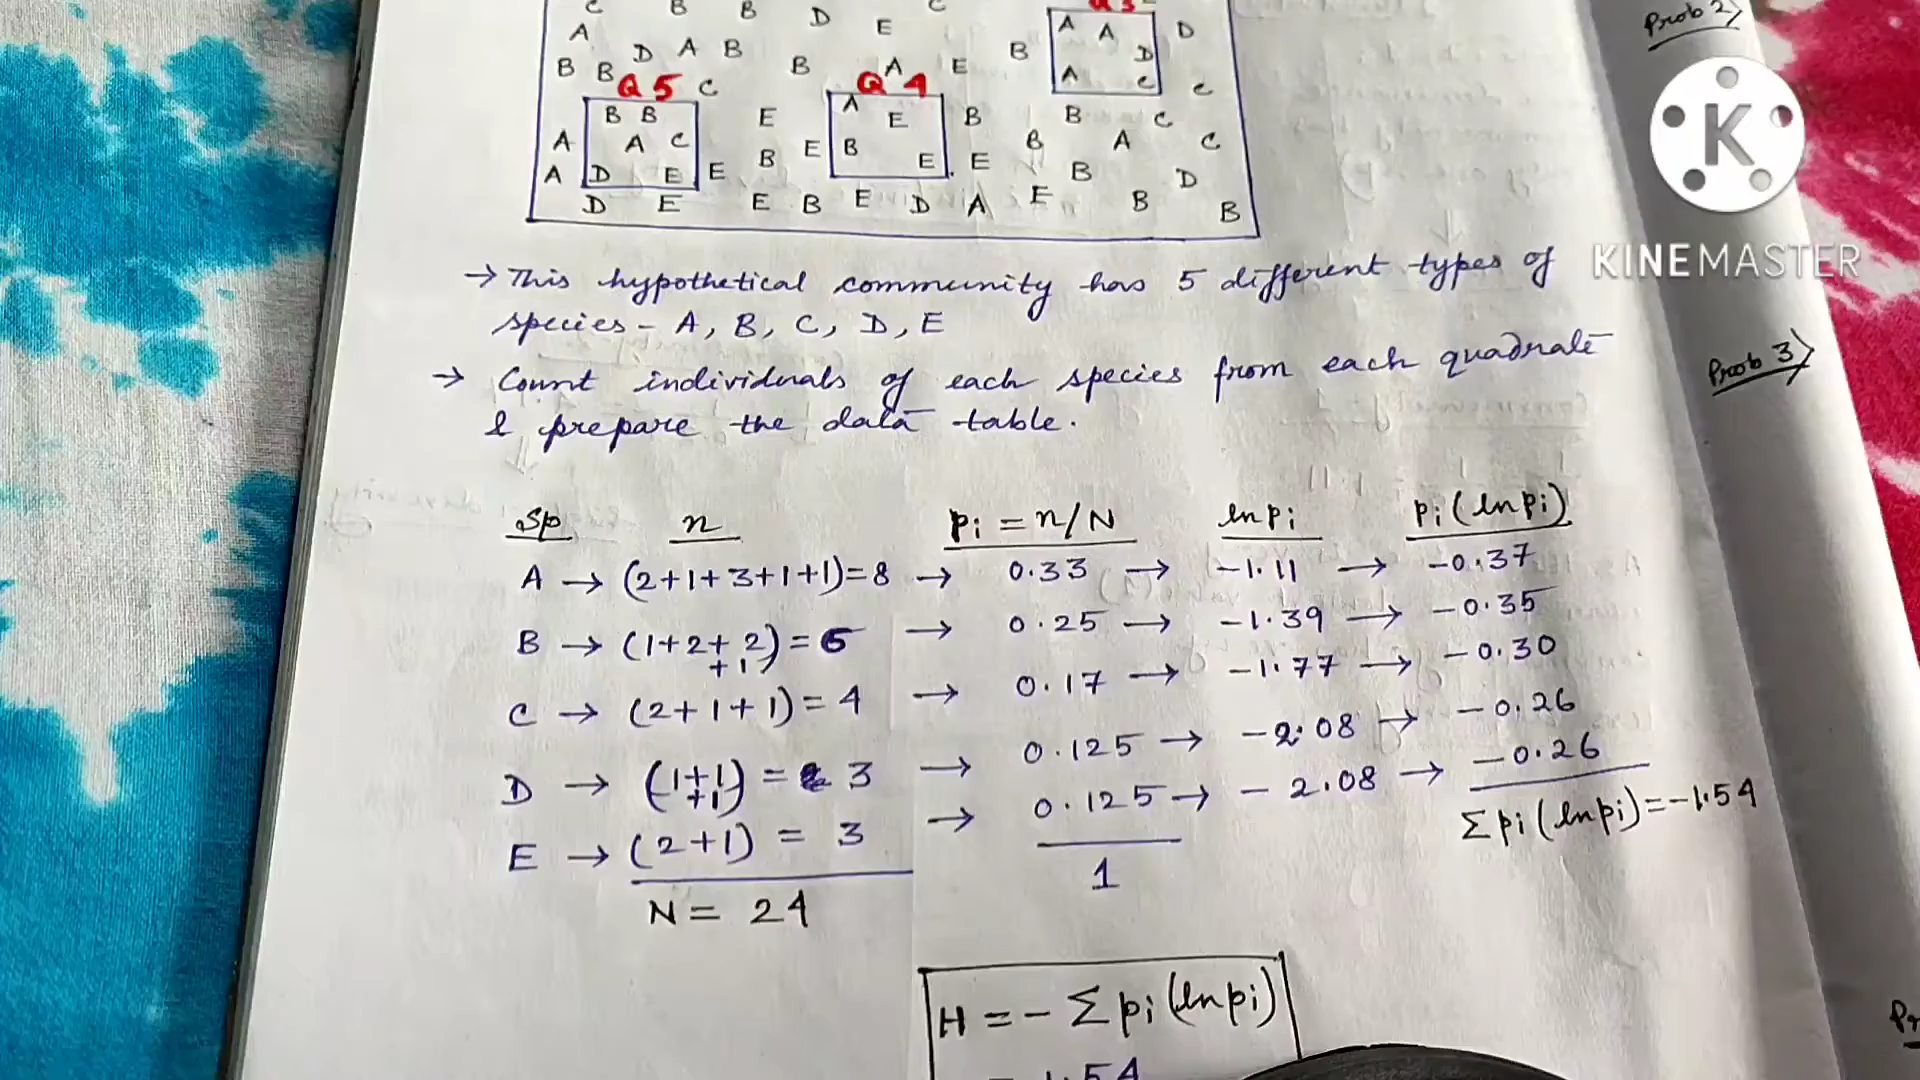 C B B D E C Q3
A D A B B A E B A A D D
B B Q5 C Q4 A C C
B B E A E B B C
A A C B E B E E B A C
A D E E B D
D E E B E D A E B B
Prob 2)
K
KINEMASTER
→ This hypothetical community has 5 different types of
species - A, B, C, D, E
→ Count individuals of each species from each quadrate
& prepare the data table.
Prob 3)
Sp n pi = n/N ln pi pi (ln pi)
A → (2+1+3+1+1)=8 → 0.33 → -1.11 → -0.37
B → (1+2+2+1)=6 → 0.25 → -1.39 → -0.35
C → (2+1+1)=4 → 0.17 → -1.77 → -0.30
D → (1+1+1) = 3 → 0.125 → -2.08 → -0.26
E → (2+1) = 3 → 0.125 → -2.08 → -0.26
N = 24 1 Σ pi (ln pi) = -1.54
H = - Σ pi (ln pi)
= 1.54